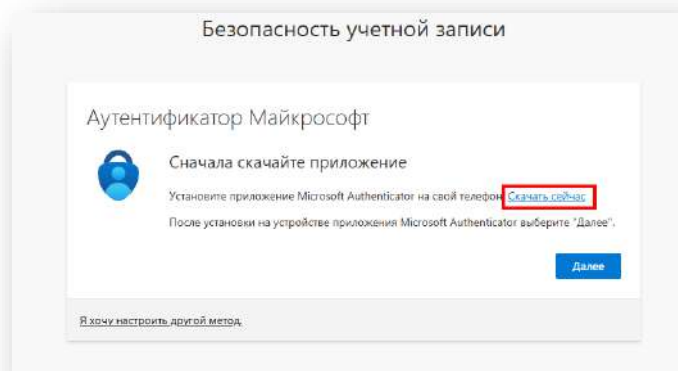 Безопасность учетной записи
Аутентификатор Майкрософт
Сначала скачайте приложение
Установите приложение Microsoft Authenticator на свой телефон Скачать сейчас
После установки на устройстве приложения Microsoft Authenticator выберите "Далее".
Далее
Я хочу настроить другой метод.